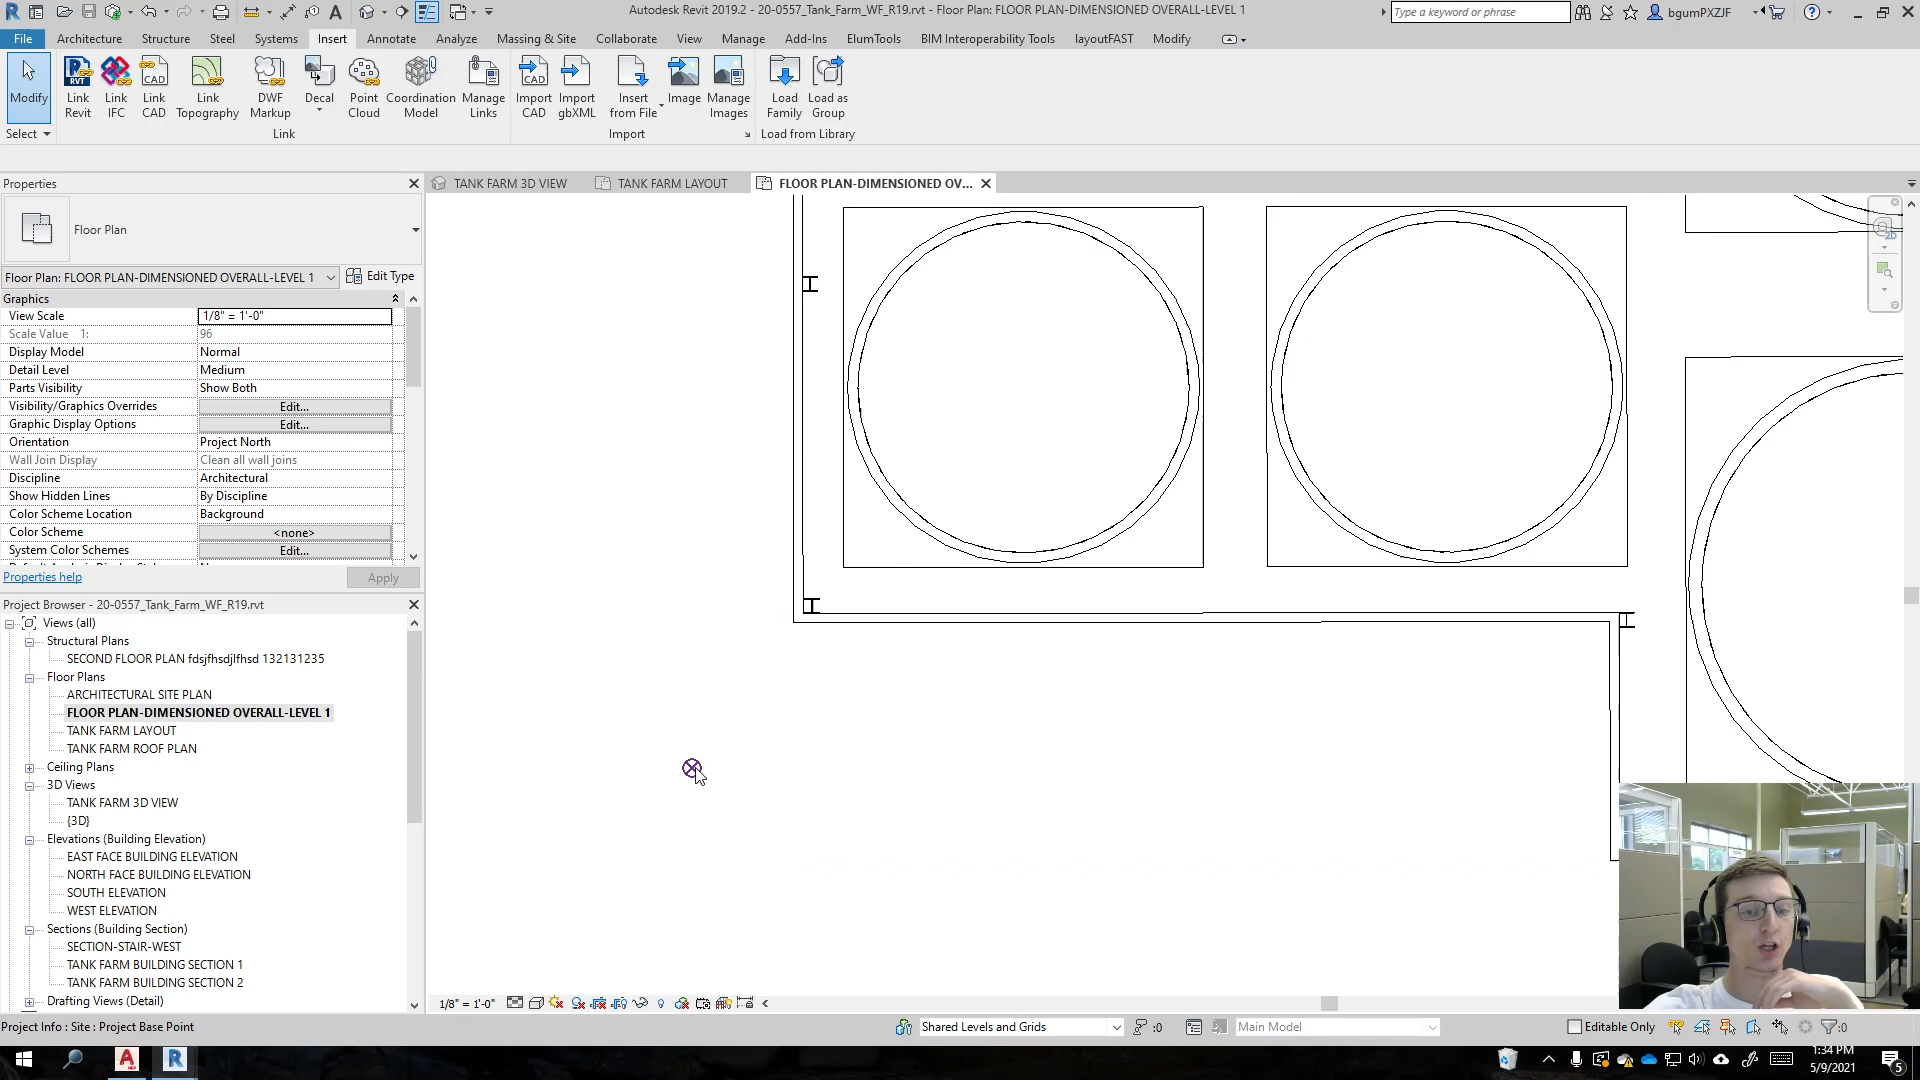 Autodesk Revit 2019.2 - 20-0557_Tank_Farm_WF_R19.rvt - Floor Plan: FLOOR PLAN-DIMENSIONED OVERALL-LEVEL 1
Type a keyword or phrase
bgumPXZJF
File Architecture Structure Steel Systems Insert Annotate Analyze Massing & Site Collaborate View Manage Add-Ins ElumTools BIM Interoperability Tools layoutFAST Modify
Modify
Link Revit
Link IFC
Link CAD
Link Topography
DWF Markup
Decal
Point Cloud
Coordination Model
Manage Links
Import CAD
Import gbXML
Insert from File
Image
Manage Images
Load Family
Load as Group
Select
Link
Import
Load from Library
Properties
TANK FARM 3D VIEW
TANK FARM LAYOUT
FLOOR PLAN-DIMENSIONED OV...
Floor Plan
Floor Plan: FLOOR PLAN-DIMENSIONED OVERALL-LEVEL 1
Edit Type
Graphics
View Scale 1/8" = 1'-0"
Scale Value 1: 96
Display Model Normal
Detail Level Medium
Parts Visibility Show Both
Visibility/Graphics Overrides Edit...
Graphic Display Options Edit...
Orientation Project North
Wall Join Display Clean all wall joins
Discipline Architectural
Show Hidden Lines By Discipline
Color Scheme Location Background
Color Scheme <none>
System Color Schemes Edit...
Properties help
Apply
Project Browser - 20-0557_Tank_Farm_WF_R19.rvt
Views (all)
Structural Plans
SECOND FLOOR PLAN fdsjfhsdjlfhsd 132131235
Floor Plans
ARCHITECTURAL SITE PLAN
FLOOR PLAN-DIMENSIONED OVERALL-LEVEL 1
TANK FARM LAYOUT
TANK FARM ROOF PLAN
Ceiling Plans
3D Views
TANK FARM 3D VIEW
{3D}
Elevations (Building Elevation)
EAST FACE BUILDING ELEVATION
NORTH FACE BUILDING ELEVATION
SOUTH ELEVATION
WEST ELEVATION
Sections (Building Section)
SECTION-STAIR-WEST
TANK FARM BUILDING SECTION 1
TANK FARM BUILDING SECTION 2
Drafting Views (Detail)
1/8" = 1'-0"
Project Info : Site : Project Base Point
Shared Levels and Grids
:0
Main Model
Editable Only
:0
1:34 PM
5/9/2021
5